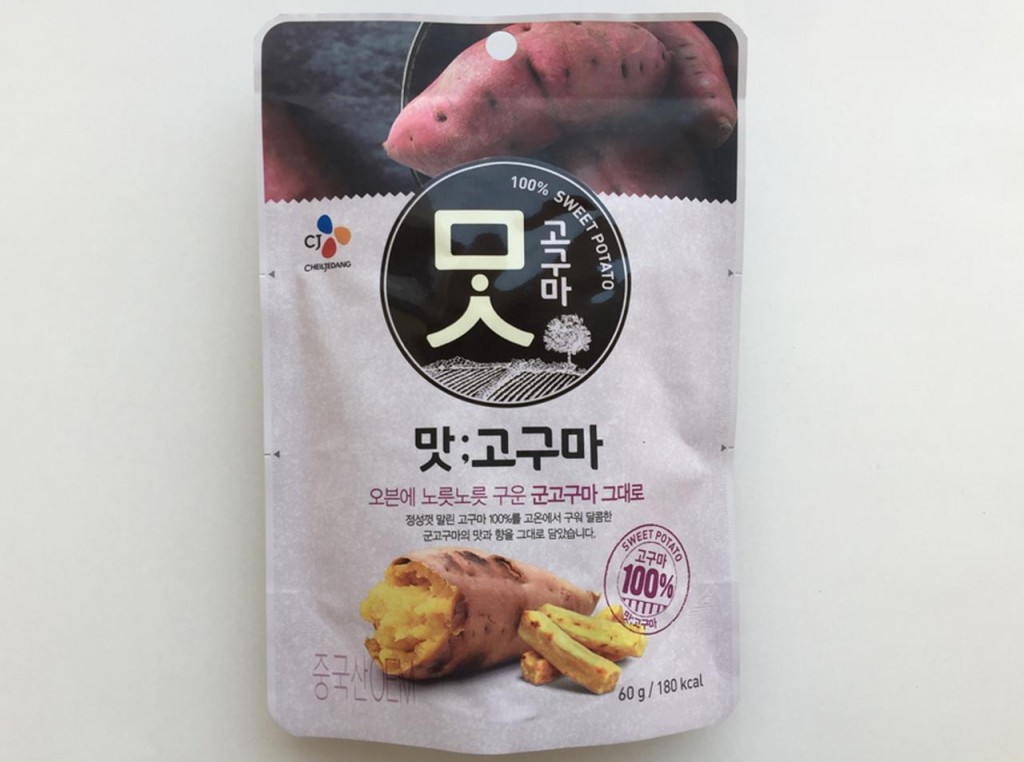 100% SWEET POTATO
맛
고구마
CJ
CHEILJEDANG
맛;고구마
오븐에 노릇노릇 구운 군고구마 그대로
정성껏 말린 고구마 100%를 고온에서 구워 달콤한
군고구마의 맛과 향을 그대로 담았습니다.
SWEET POTATO
고구마
100%
맛;고구마
중국산OEM
60 g / 180 kcal